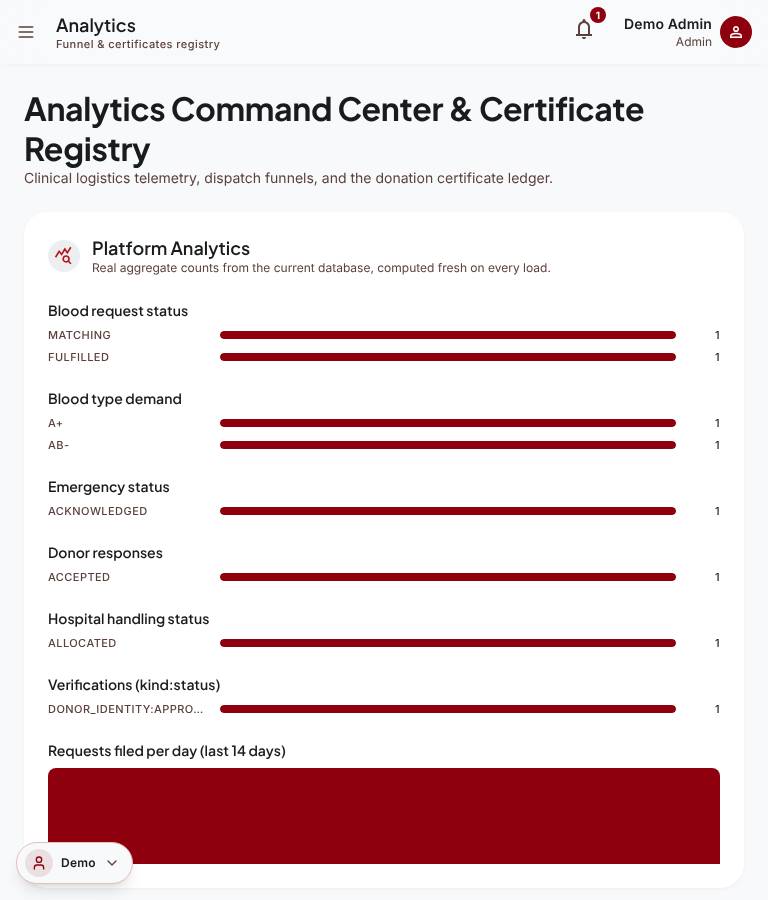 Analytics
Funnel & certificates registry
1
Demo Admin
Admin
Analytics Command Center & Certificate
Registry
Clinical logistics telemetry, dispatch funnels, and the donation certificate ledger.
Platform Analytics
Real aggregate counts from the current database, computed fresh on every load.
Blood request status
MATCHING 1
FULFILLED 1
Blood type demand
A+ 1
AB- 1
Emergency status
ACKNOWLEDGED 1
Donor responses
ACCEPTED 1
Hospital handling status
ALLOCATED 1
Verifications (kind:status)
DONOR_IDENTITY:APPRO... 1
Requests filed per day (last 14 days)
Demo